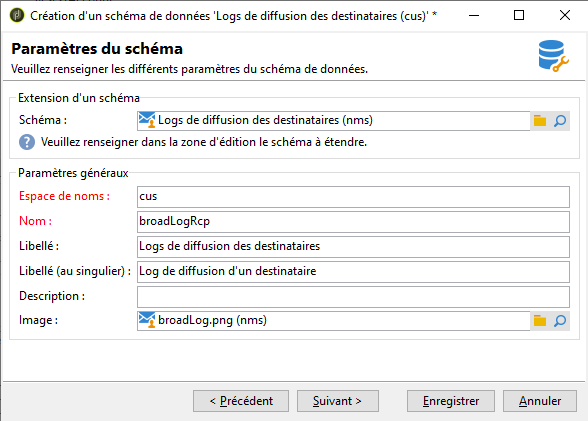 Création d'un schéma de données 'Logs de diffusion des destinataires (cus)' *
Paramètres du schéma
Veuillez renseigner les différents paramètres du schéma de données.
Extension d'un schéma
Schéma : Logs de diffusion des destinataires (nms)
? Veuillez renseigner dans la zone d'édition le schéma à étendre.
Paramètres généraux
Espace de noms : cus
Nom : broadLogRcp
Libellé : Logs de diffusion des destinataires
Libellé (au singulier) : Log de diffusion d'un destinataire
Description :
Image : broadLog.png (nms)
< Précédent Suivant > Enregistrer Annuler